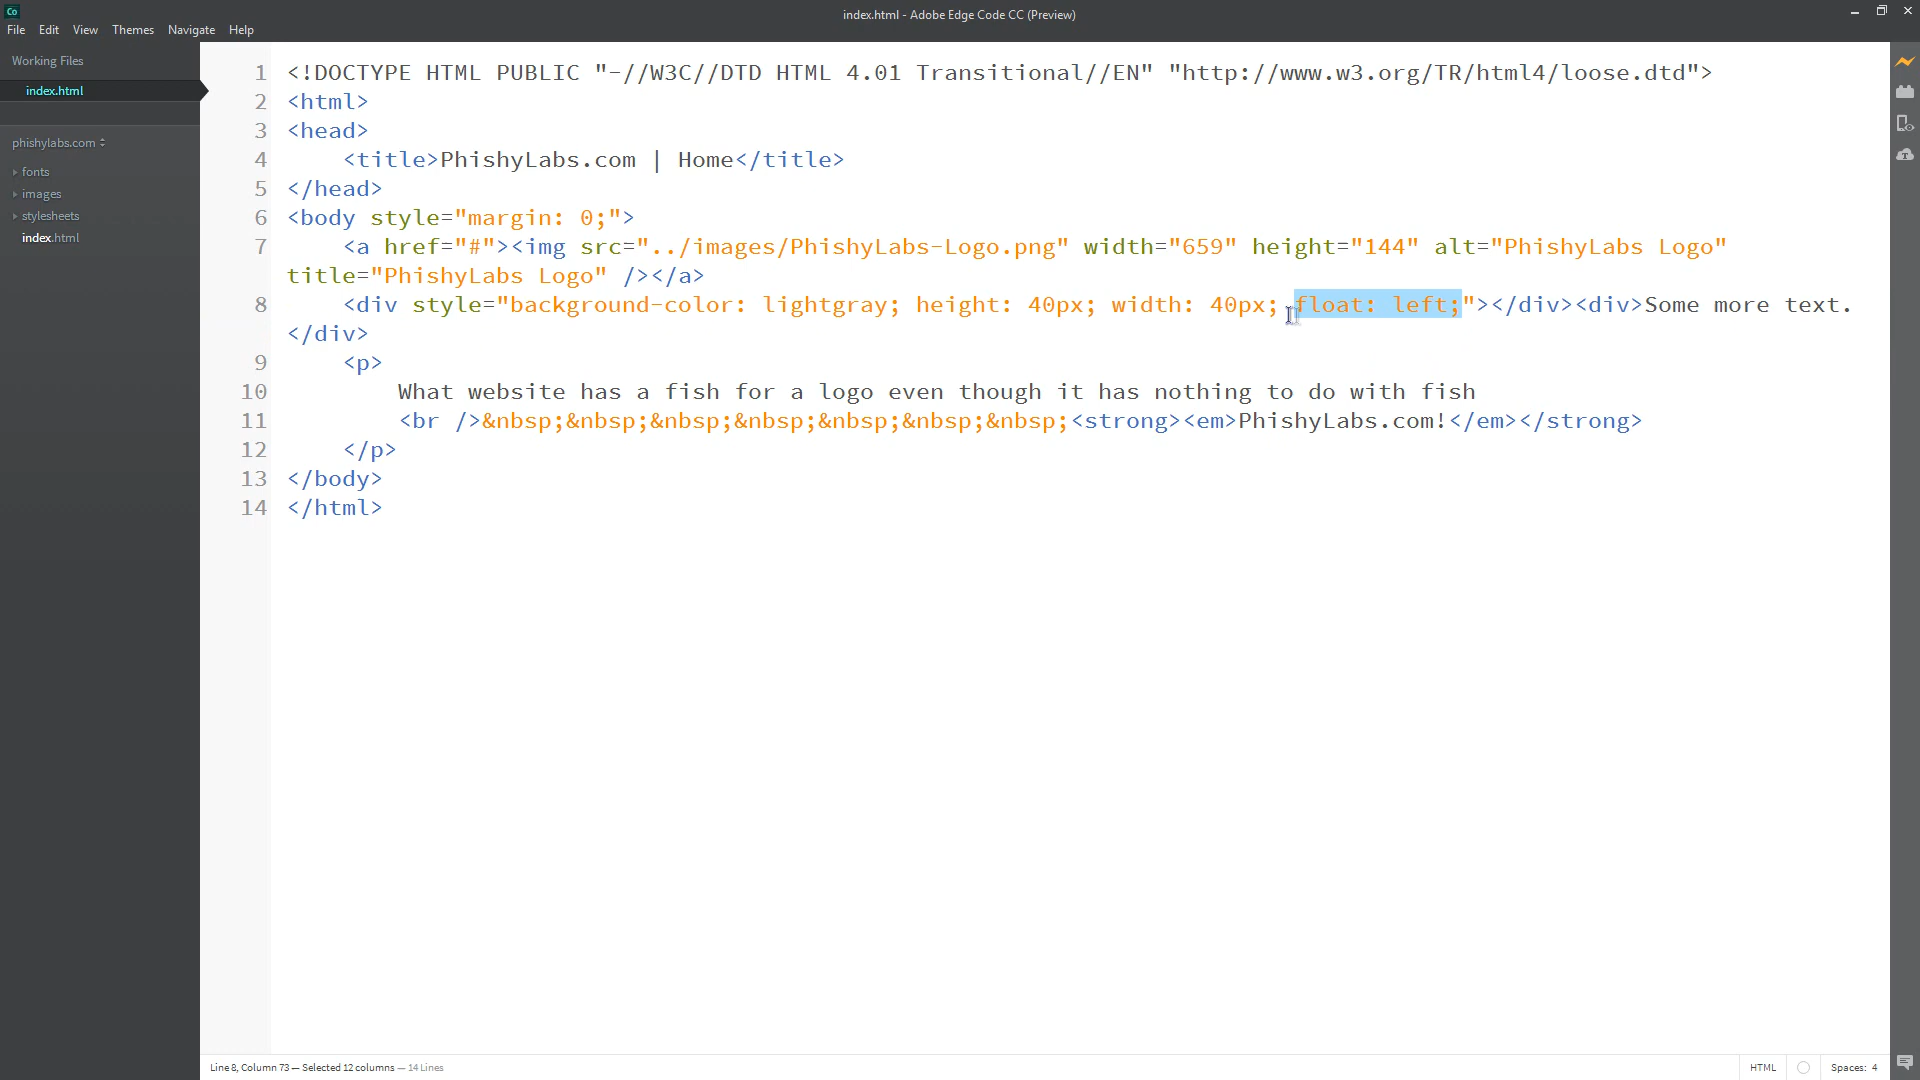 Co
index.html - Adobe Edge Code CC (Preview)
File Edit View Themes Navigate Help
Working Files
index.html
phishylabs.com
fonts
images
stylesheets
index.html
1 <!DOCTYPE HTML PUBLIC "-//W3C//DTD HTML 4.01 Transitional//EN" "http://www.w3.org/TR/html4/loose.dtd">
2 <html>
3 <head>
4 <title>PhishyLabs.com | Home</title>
5 </head>
6 <body style="margin: 0;">
7 <a href="#"><img src="../images/PhishyLabs-Logo.png" width="659" height="144" alt="PhishyLabs Logo"
title="PhishyLabs Logo" /></a>
8 <div style="background-color: lightgray; height: 40px; width: 40px; float: left;"></div><div>Some more text.
</div>
9 <p>
10 What website has a fish for a logo even though it has nothing to do with fish
11 <br />&nbsp;&nbsp;&nbsp;&nbsp;&nbsp;&nbsp;&nbsp;<strong><em>PhishyLabs.com!</em></strong>
12 </p>
13 </body>
14 </html>
Line 8, Column 73 — Selected 12 columns — 14 Lines
HTML
Spaces: 4